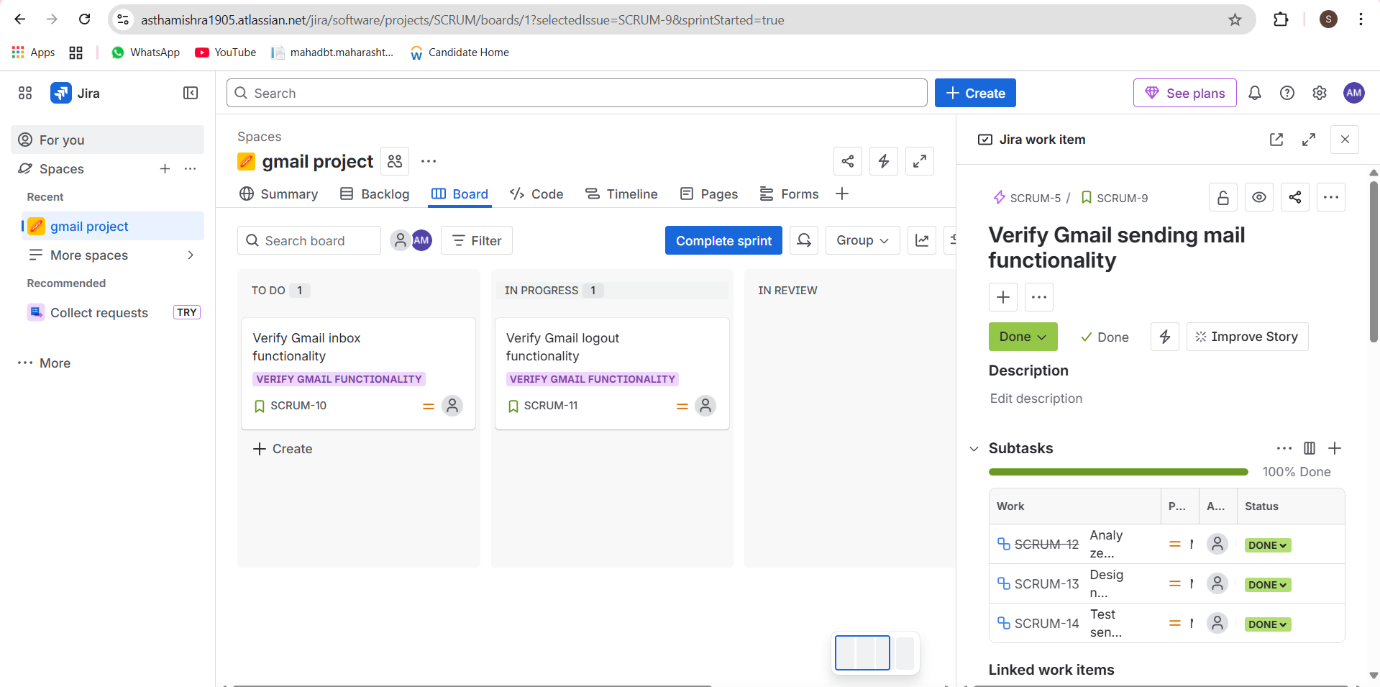 asthamishra1905.atlassian.net/jira/software/projects/SCRUM/boards/1?selectedIssue=SCRUM-9&sprintStarted=true
S
Apps
WhatsApp
YouTube
mahadbt.maharasht...
Candidate Home
Jira
Search
Create
See plans
AM
For you
Spaces
Recent
gmail project
More spaces
Recommended
Collect requests
TRY
More
Spaces
gmail project
Summary
Backlog
Board
Code
Timeline
Pages
Forms
Search board
AM
Filter
Complete sprint
Group
TO DO 1
Verify Gmail inbox
functionality
VERIFY GMAIL FUNCTIONALITY
SCRUM-10
Create
IN PROGRESS 1
Verify Gmail logout
functionality
VERIFY GMAIL FUNCTIONALITY
SCRUM-11
IN REVIEW
Jira work item
SCRUM-5 / SCRUM-9
Verify Gmail sending mail
functionality
Done
Done
Improve Story
Description
Edit description
Subtasks
100% Done
Work P... A... Status
SCRUM-12 Analy
ze...
DONE
SCRUM-13 Desig
n...
DONE
SCRUM-14 Test
sen...
DONE
Linked work items